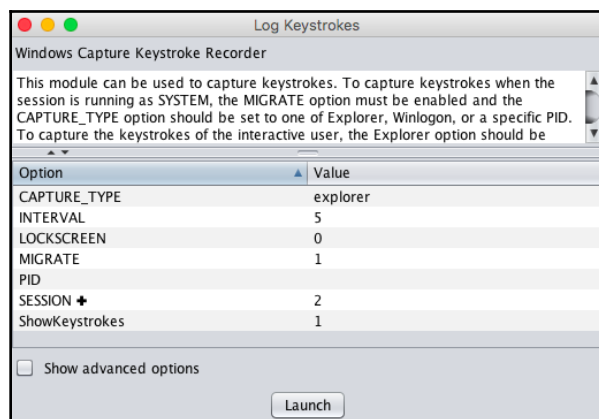 Log Keystrokes
Windows Capture Keystroke Recorder
This module can be used to capture keystrokes. To capture keystrokes when the
session is running as SYSTEM, the MIGRATE option must be enabled and the
CAPTURE_TYPE option should be set to one of Explorer, Winlogon, or a specific PID.
To capture the keystrokes of the interactive user, the Explorer option should be
Option Value
CAPTURE_TYPE explorer
INTERVAL 5
LOCKSCREEN 0
MIGRATE 1
PID
SESSION ✚ 2
ShowKeystrokes 1
Show advanced options
Launch